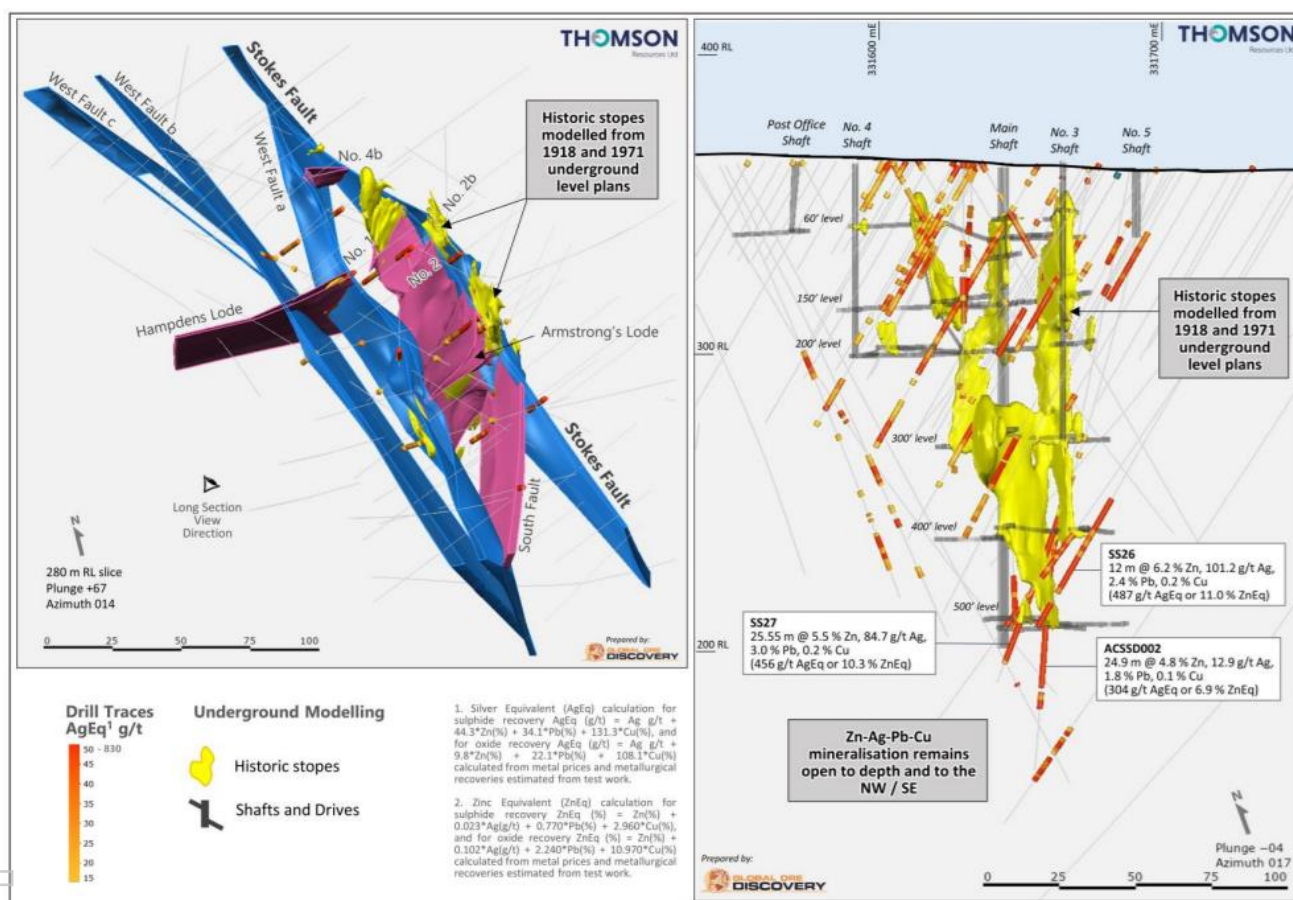 THOMSON
Resources Ltd
West Fault c
West Fault b
Stokes Fault
West Fault a
No. 4b
No. 2b
Historic stopes
modelled from
1918 and 1971
underground
level plans
No. 1
No. 2
Hampdens Lode
Armstrong's Lode
Stokes Fault
South Fault
Long Section
View
Direction
N
280 m RL slice
Plunge +67
Azimuth 014
0 25 50 75 100
Prepared by:
GLOBAL ORE
DISCOVERY
400 RL
331600 mE
331700 mE
THOMSON
Resources Ltd
Post Office
Shaft
No. 4
Shaft
Main
Shaft
No. 3
Shaft
No. 5
Shaft
60' level
150' level
200' level
300 RL
Historic stopes
modelled from
1918 and 1971
underground
level plans
300' level
400' level
SS26
12 m @ 6.2 % Zn, 101.2 g/t Ag,
2.4 % Pb, 0.2 % Cu
(487 g/t AgEq or 11.0 % ZnEq)
500' level
SS27
25.55 m @ 5.5 % Zn, 84.7 g/t Ag,
3.0 % Pb, 0.2 % Cu
(456 g/t AgEq or 10.3 % ZnEq)
200 RL
ACSSD002
24.9 m @ 4.8 % Zn, 12.9 g/t Ag,
1.8 % Pb, 0.1 % Cu
(304 g/t AgEq or 6.9 % ZnEq)
Zn-Ag-Pb-Cu
mineralisation remains
open to depth and to the
NW / SE
N
Plunge −04
Azimuth 017
Prepared by:
GLOBAL ORE
DISCOVERY
0 25 50 75 100
Drill Traces
AgEq¹ g/t
50 - 830
45
40
35
30
25
20
15
Underground Modelling
Historic stopes
Shafts and Drives
1. Silver Equivalent (AgEq) calculation for
sulphide recovery AgEq (g/t) = Ag g/t +
44.3*Zn(%) + 34.1*Pb(%) + 131.3*Cu(%), and
for oxide recovery AgEq (g/t) = Ag g/t +
9.8*Zn(%) + 22.1*Pb(%) + 108.1*Cu(%)
calculated from metal prices and metallurgical
recoveries estimated from test work.
2. Zinc Equivalent (ZnEq) calculation for
sulphide recovery ZnEq (%) = Zn(%) +
0.023*Ag(g/t) + 0.770*Pb(%) + 2.960*Cu(%),
and for oxide recovery ZnEq (%) = Zn(%) +
0.102*Ag(g/t) + 2.240*Pb(%) + 10.970*Cu(%)
calculated from metal prices and metallurgical
recoveries estimated from test work.